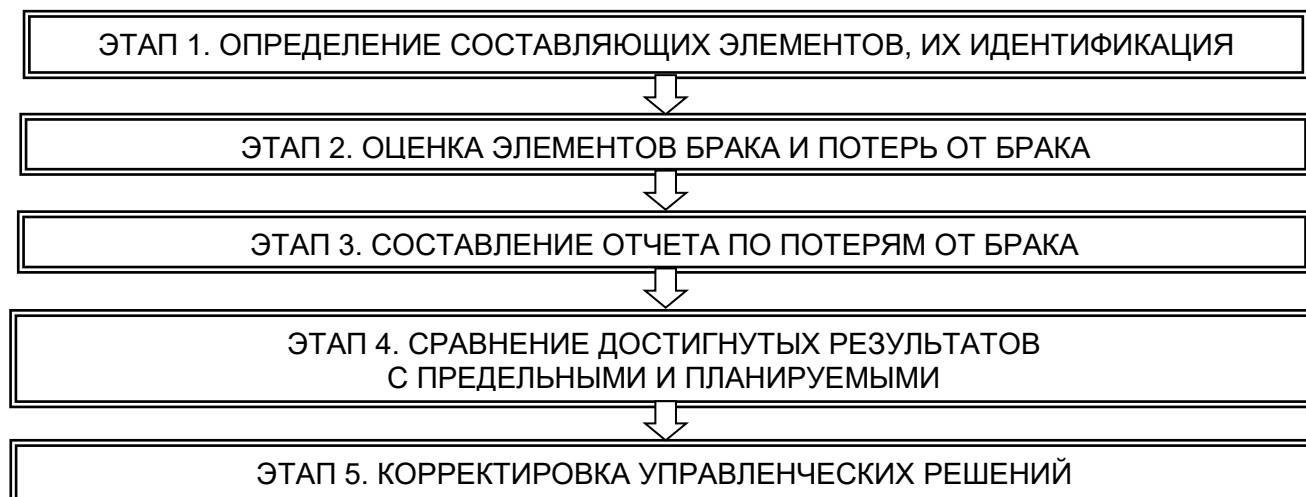 ЭТАП 1. ОПРЕДЕЛЕНИЕ СОСТАВЛЯЮЩИХ ЭЛЕМЕНТОВ, ИХ ИДЕНТИФИКАЦИЯ
ЭТАП 2. ОЦЕНКА ЭЛЕМЕНТОВ БРАКА И ПОТЕРЬ ОТ БРАКА
ЭТАП 3. СОСТАВЛЕНИЕ ОТЧЕТА ПО ПОТЕРЯМ ОТ БРАКА
ЭТАП 4. СРАВНЕНИЕ ДОСТИГНУТЫХ РЕЗУЛЬТАТОВ
С ПРЕДЕЛЬНЫМИ И ПЛАНИРУЕМЫМИ
ЭТАП 5. КОРРЕКТИРОВКА УПРАВЛЕНЧЕСКИХ РЕШЕНИЙ